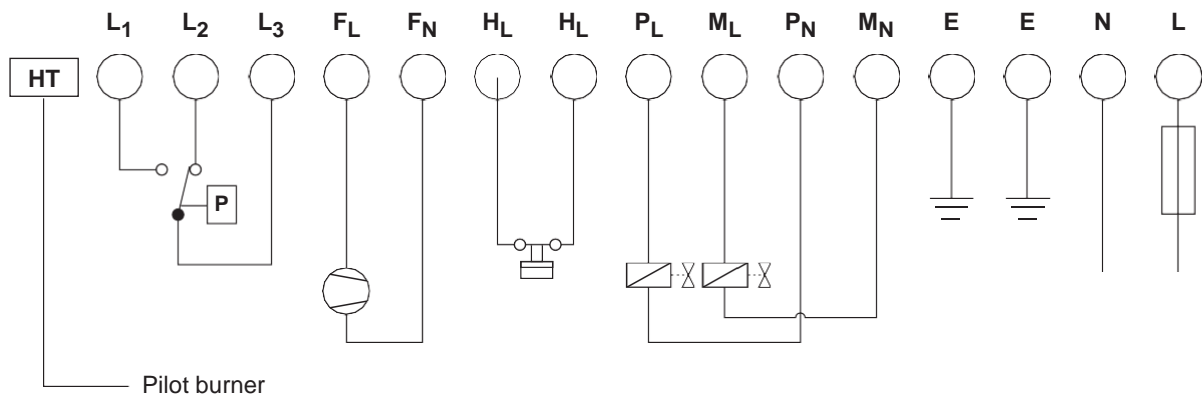 L1 L2 L3 FL FN HL HL PL ML PN MN E E N L
HT
P
Pilot burner